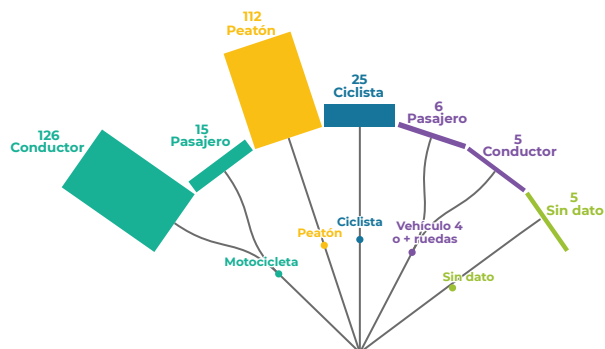 112
Peatón
25
Ciclista
6
Pasajero
126
Conductor
15
Pasajero
5
Conductor
5
Sin dato
Motocicleta
Peatón
Ciclista
Vehículo 4
o + ruedas
Sin dato